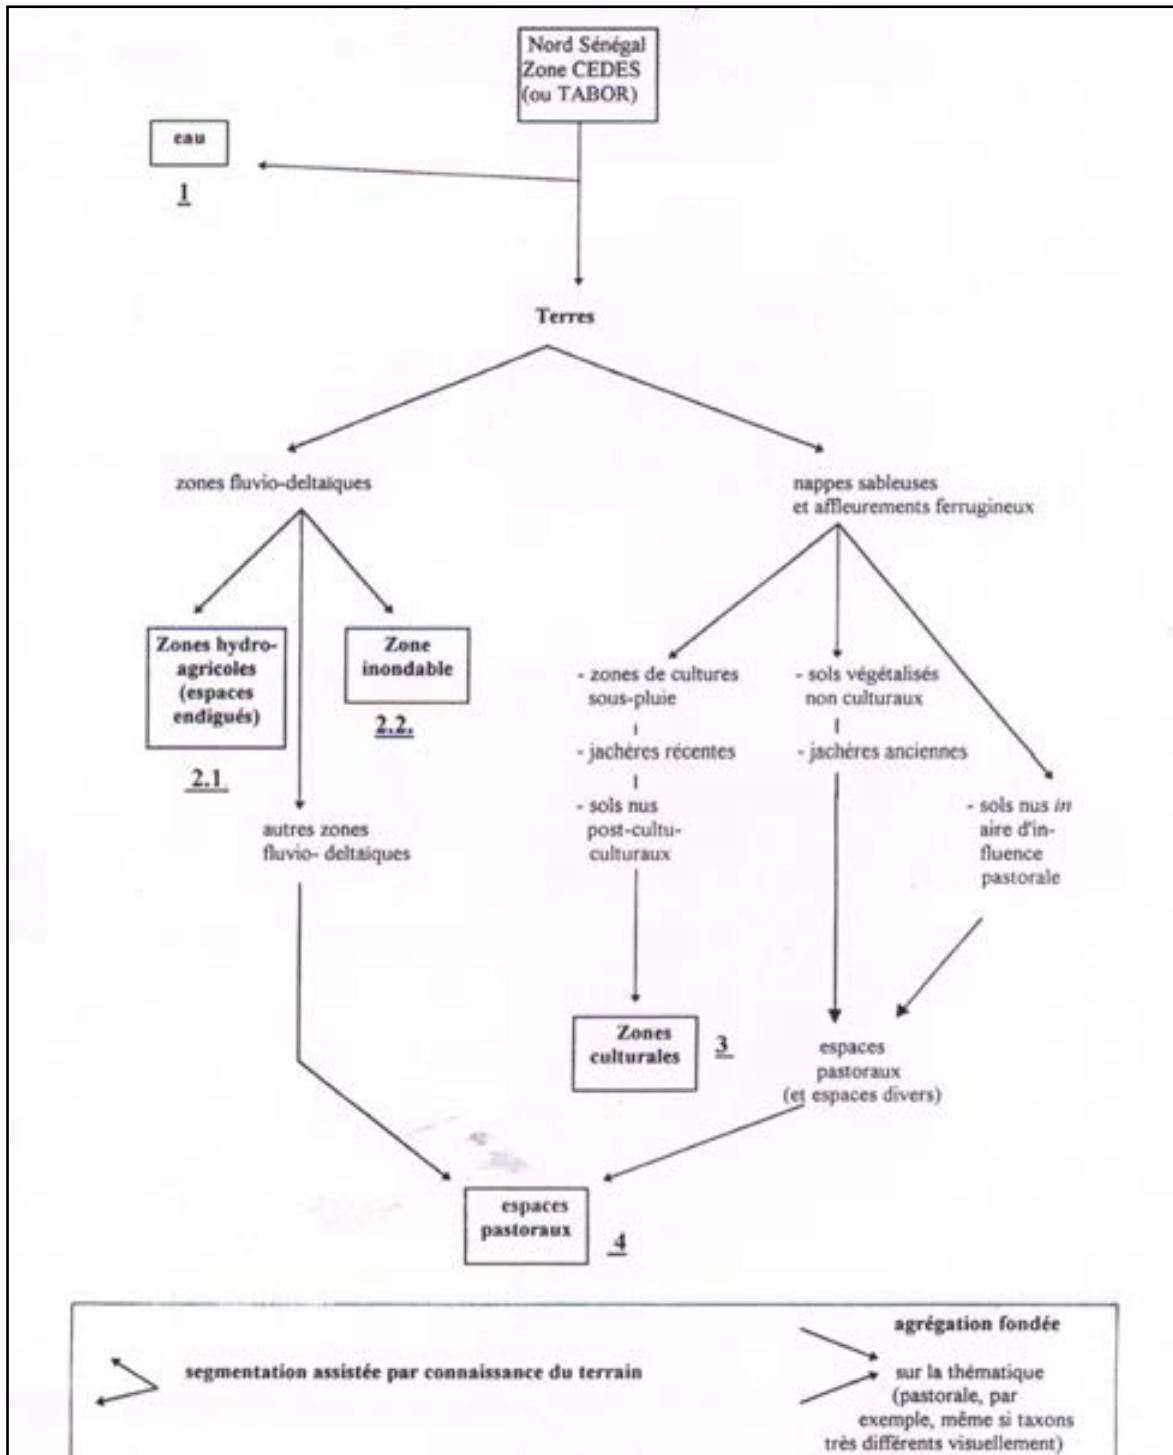 Nord Sénégal
Zone CEDES
(ou TABOR)
eau
1
Terres
zones fluvio-deltaïques
nappes sableuses
et affleurements ferrugineux
Zones hydro-
agricoles
(espaces
endigués)
2.1
Zone
inondable
2.2.
- zones de cultures
sous-pluie
- jachères récentes
- sols nus
post-cultu-
culturaux
- sols végétalisés
non culturaux
- jachères anciennes
- sols nus in
aire d'in-
fluence
pastorale
autres zones
fluvio- deltaïques
Zones
culturales
3
espaces
pastoraux
(et espaces divers)
espaces
pastoraux
4
segmentation assistée par connaissance du terrain
agrégation fondée
sur la thématique
(pastorale, par
exemple, même si taxons
très différents visuellement)